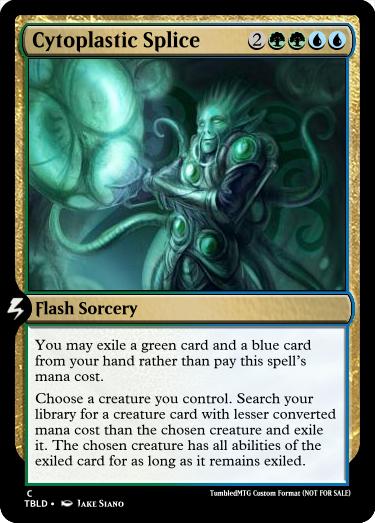 Cytoplastic Splice 2
Flash Sorcery
You may exile a green card and a blue card
from your hand rather than pay this spell's
mana cost.
Choose a creature you control. Search your
library for a creature card with lesser converted
mana cost than the chosen creature and exile
it. The chosen creature has all abilities of the
exiled card for as long as it remains exiled.
C TumbledMTG Custom Format (NOT FOR SALE)
TBLD • Jake Siano